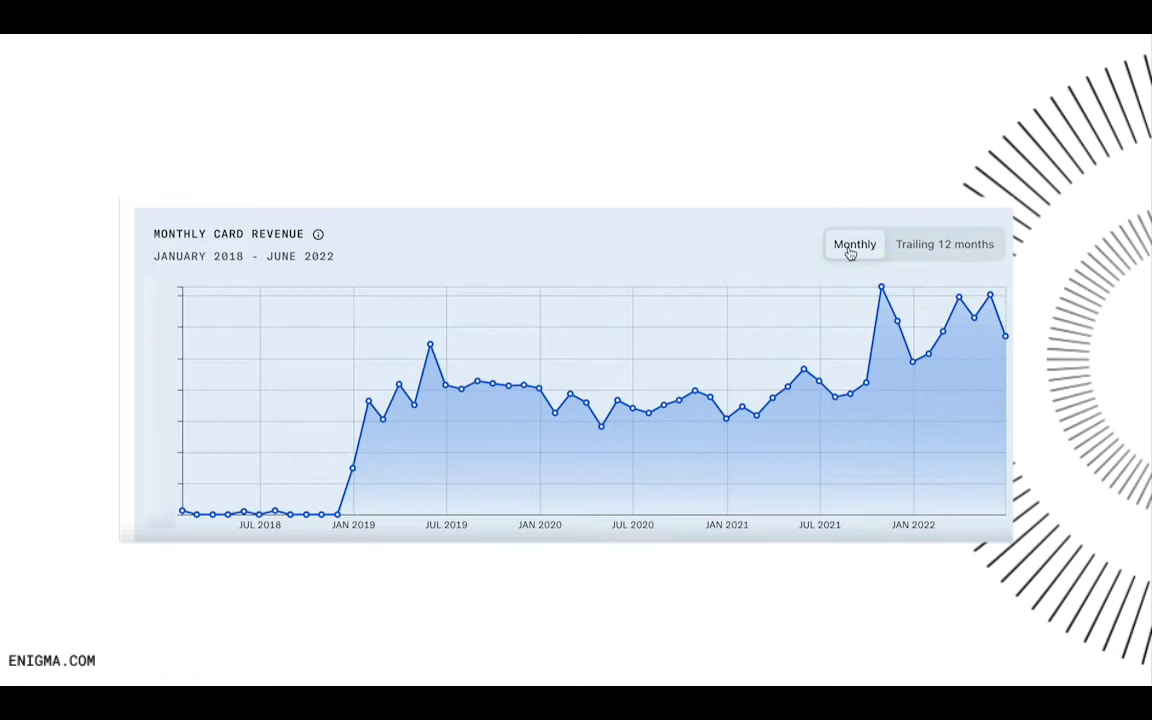 MONTHLY CARD REVENUE
JANUARY 2018 - JUNE 2022
Monthly
Trailing 12 months
JUL 2018
JAN 2019
JUL 2019
JAN 2020
JUL 2020
JAN 2021
JUL 2021
JAN 2022
ENIGMA.COM